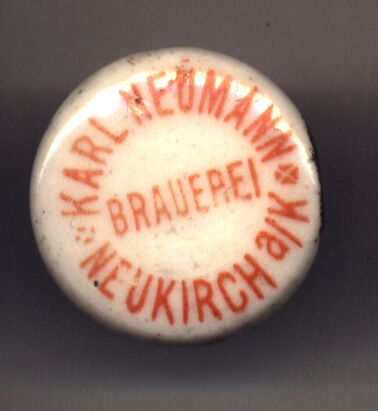 KARL NEUMANN
BRAUEREI
NEUKIRCH a/K